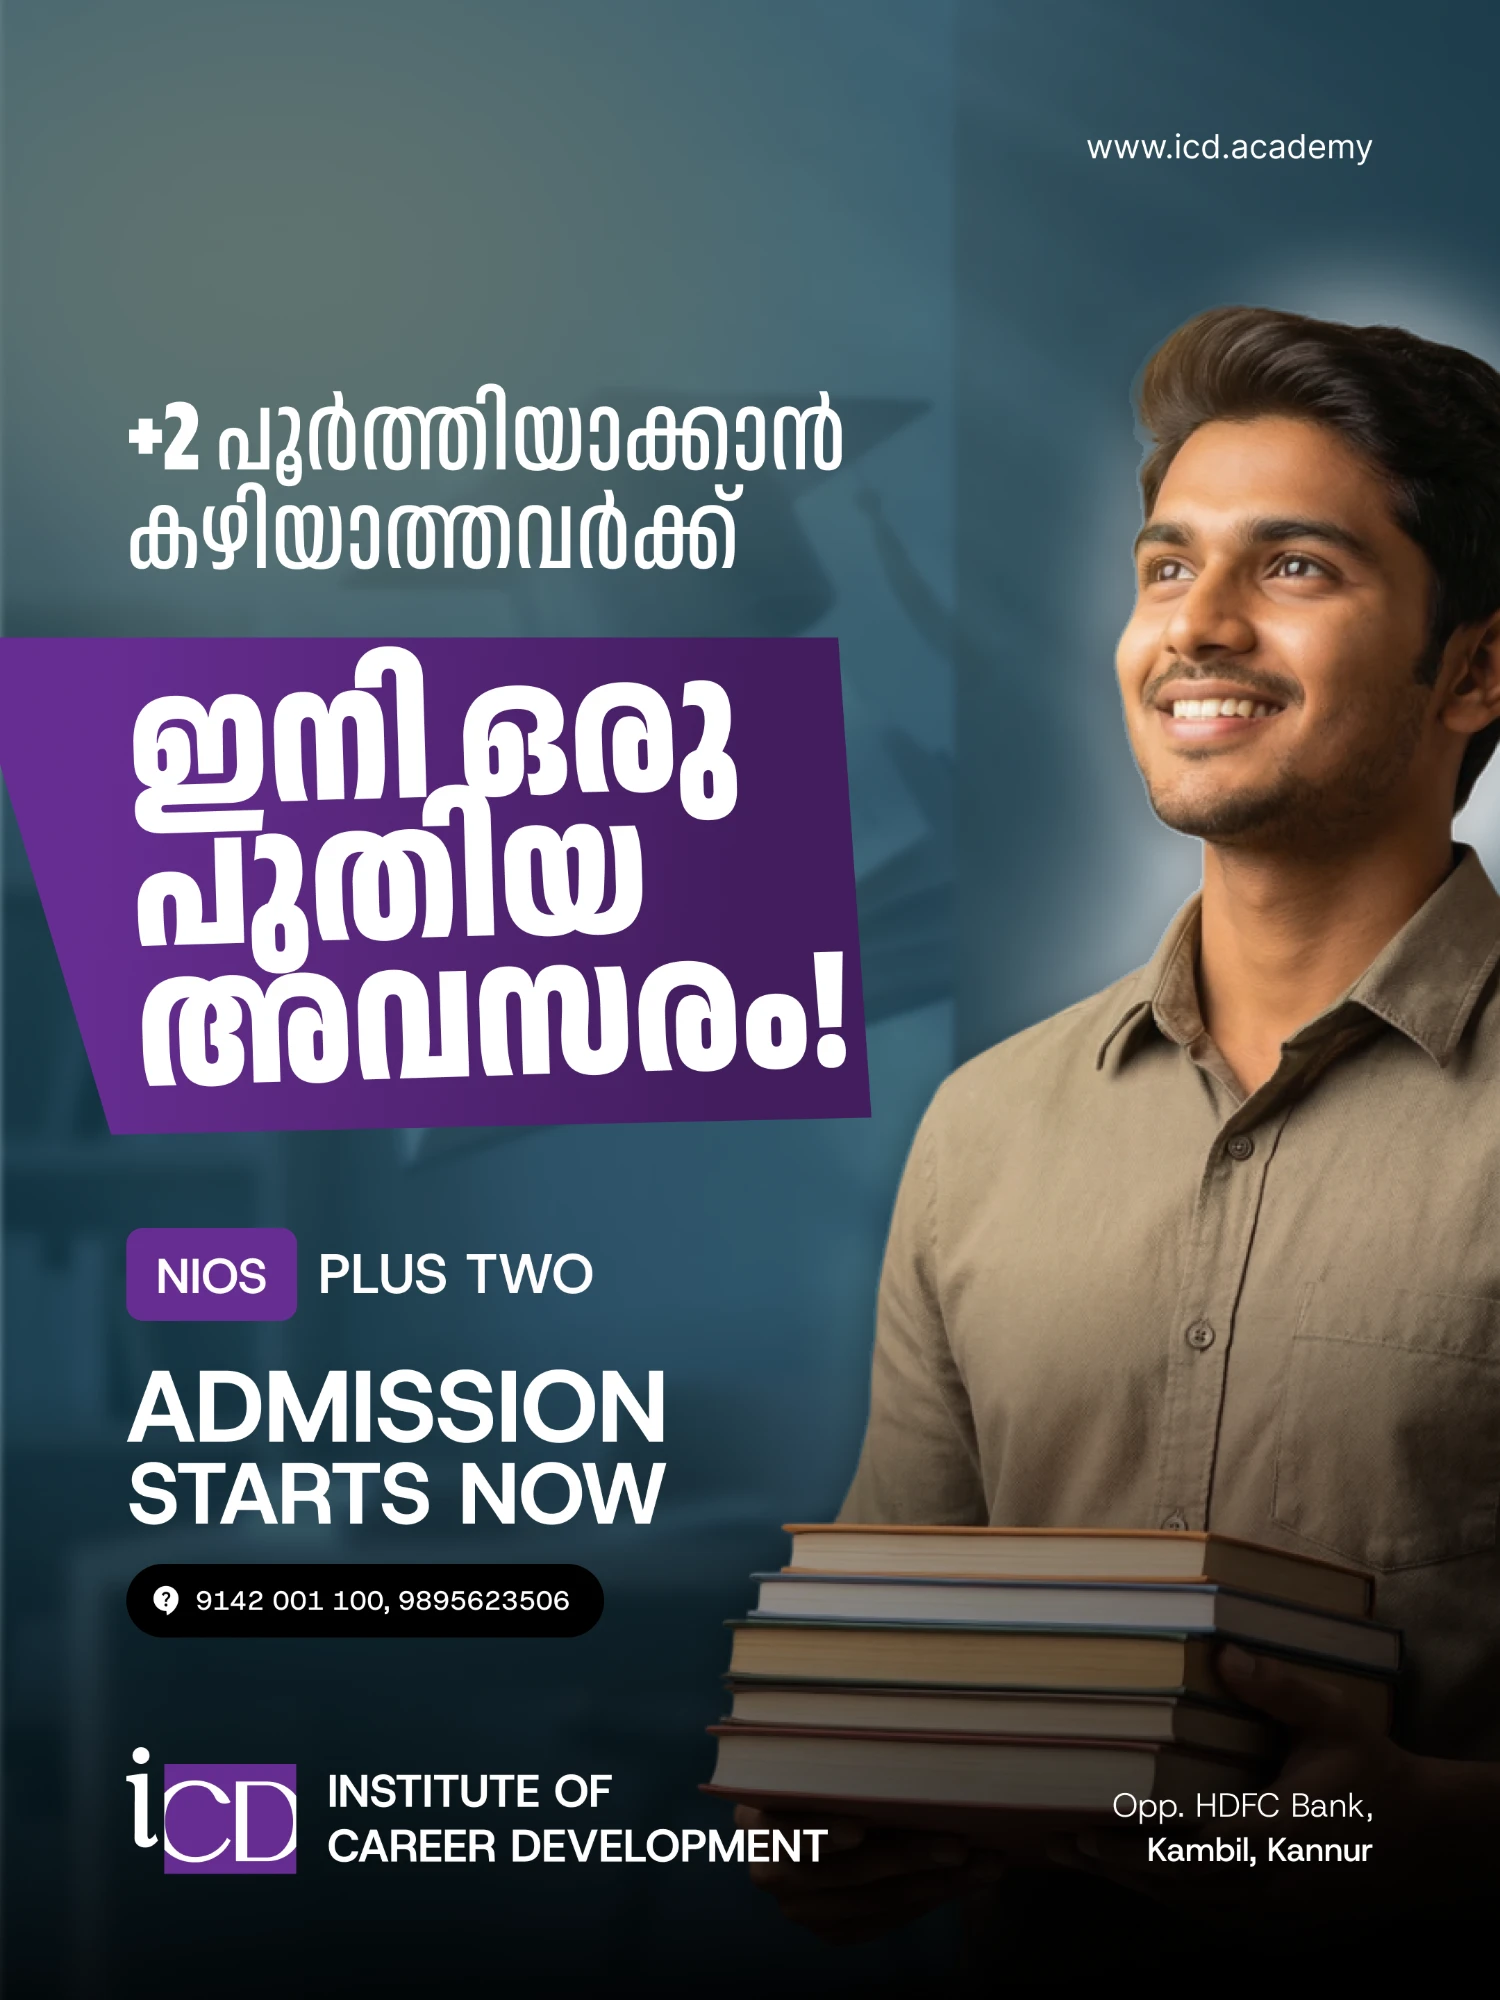 www.icd.academy
+2 പൂർത്തിയാക്കാൻ
കഴിയാത്തവർക്ക്
ഇനി ഒരു
പുതിയ
അവസരം!
NIOS PLUS TWO
ADMISSION
STARTS NOW
9142 001 100, 9895623506
iCD INSTITUTE OF
CAREER DEVELOPMENT
Opp. HDFC Bank,
Kambil, Kannur